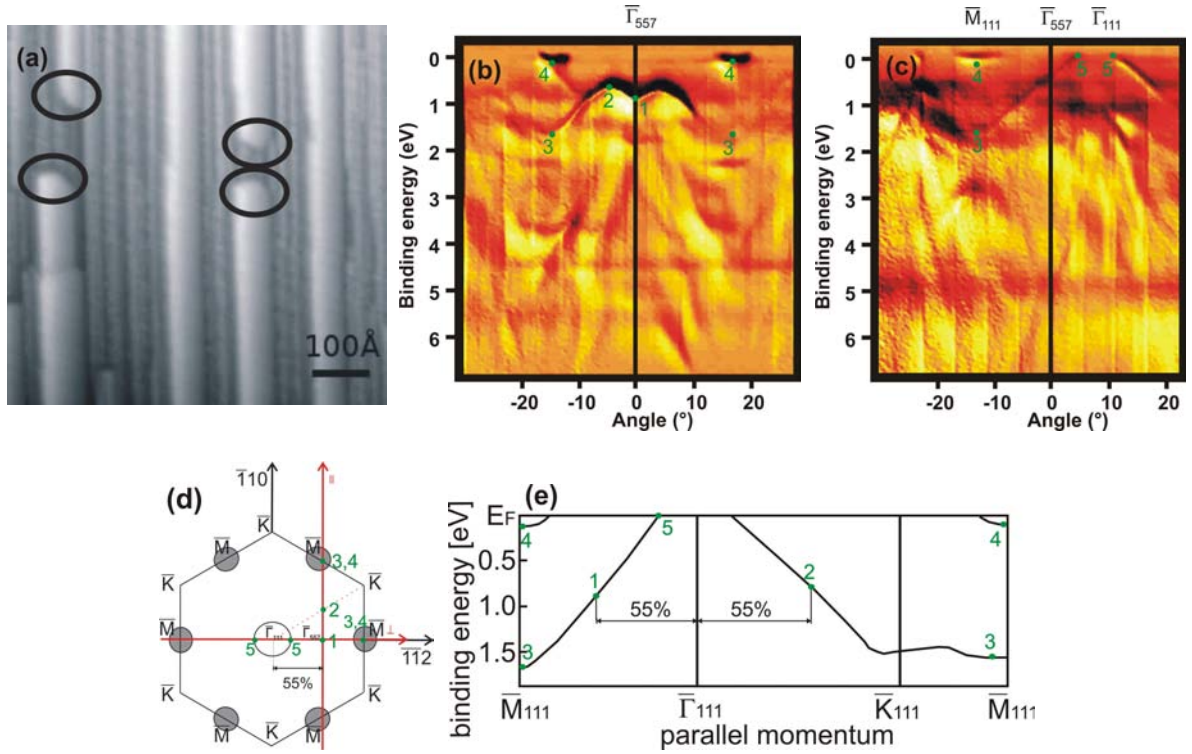 (a)
100Å
Γ̅557
(b)
Binding energy (eV)
0
1
2
3
4
5
6
4
4
2
1
3
3
-20
-10
0
10
20
Angle (°)
M̅111 Γ̅557 Γ̅111
(c)
Binding energy (eV)
0
1
2
3
4
5
6
4
5
5
3
-20
-10
0
10
20
Angle (°)
(d)
1̅10
||
K̅
M̅
M̅
3,4
K̅
K̅
2
3,4
M̅
Γ̅111
Γ̅557
M̅
⊥
1̅1̅2
5
5
1
55%
K̅
K̅
M̅
K̅
M̅
(e)
binding energy [eV]
EF
0.5
1.0
1.5
4
5
4
1
2
55%
55%
3
3
M̅111
Γ̅111
K̅111
M̅111
parallel momentum